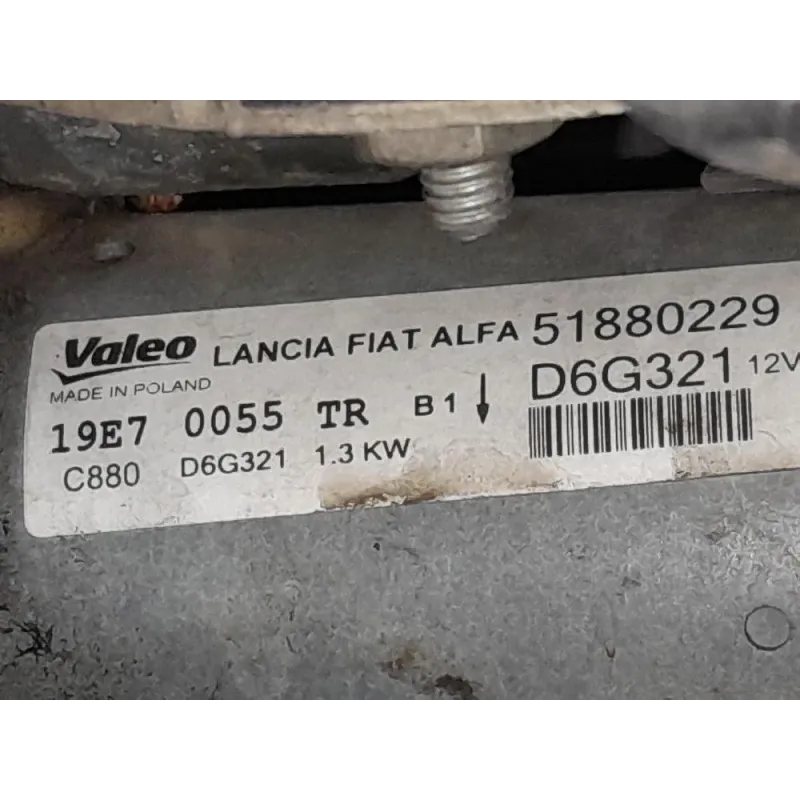 Valeo LANCIA FIAT ALFA 51880229
MADE IN POLAND D6G321 12V
19E7 0055 TR B1 ↓
C880 D6G321 1.3 KW